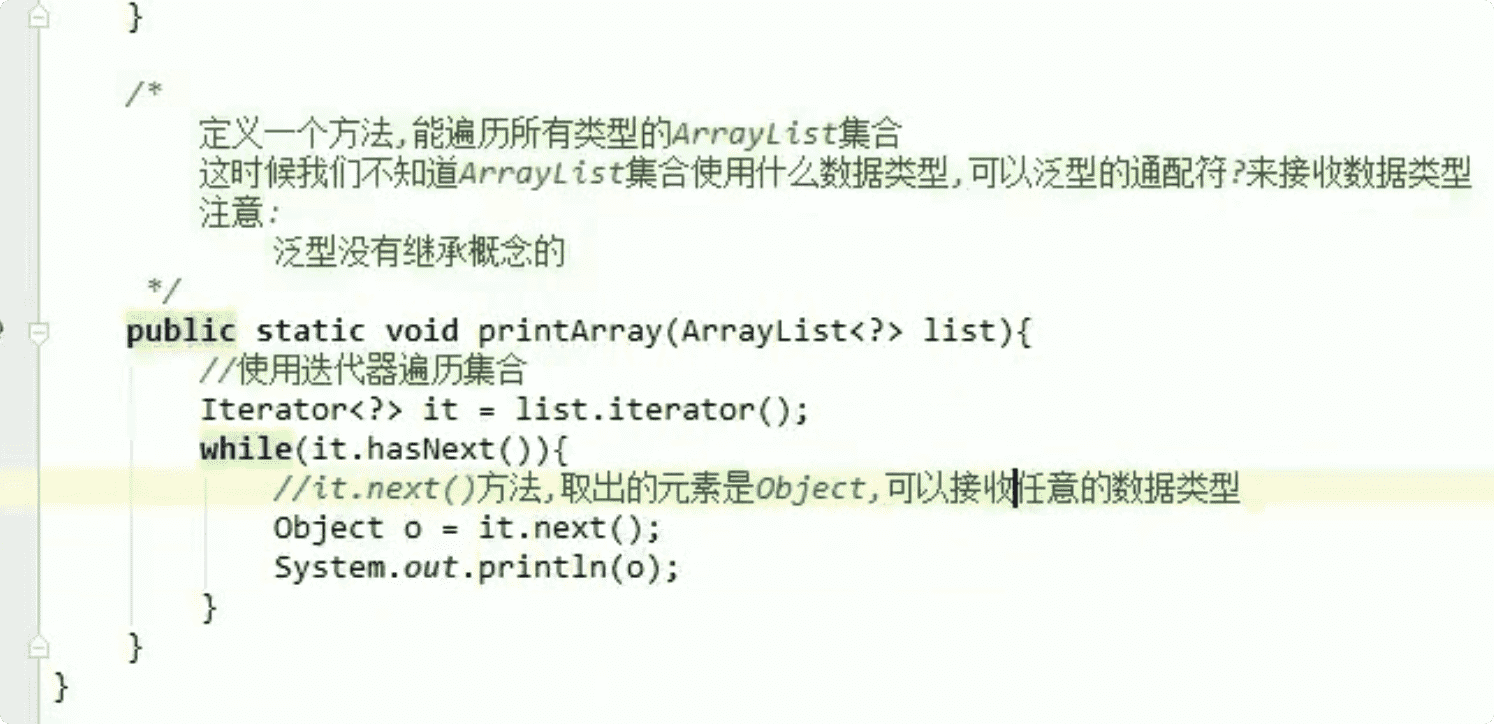 }
/*
定义一个方法,能遍历所有类型的ArrayList集合
这时候我们不知道ArrayList集合使用什么数据类型,可以泛型的通配符?来接收数据类型
注意:
泛型没有继承概念的
*/
public static void printArray(ArrayList<?> list){
//使用迭代器遍历集合
Iterator<?> it = list.iterator();
while(it.hasNext()){
//it.next()方法,取出的元素是Object,可以接收任意的数据类型
Object o = it.next();
System.out.println(o);
}
}
}